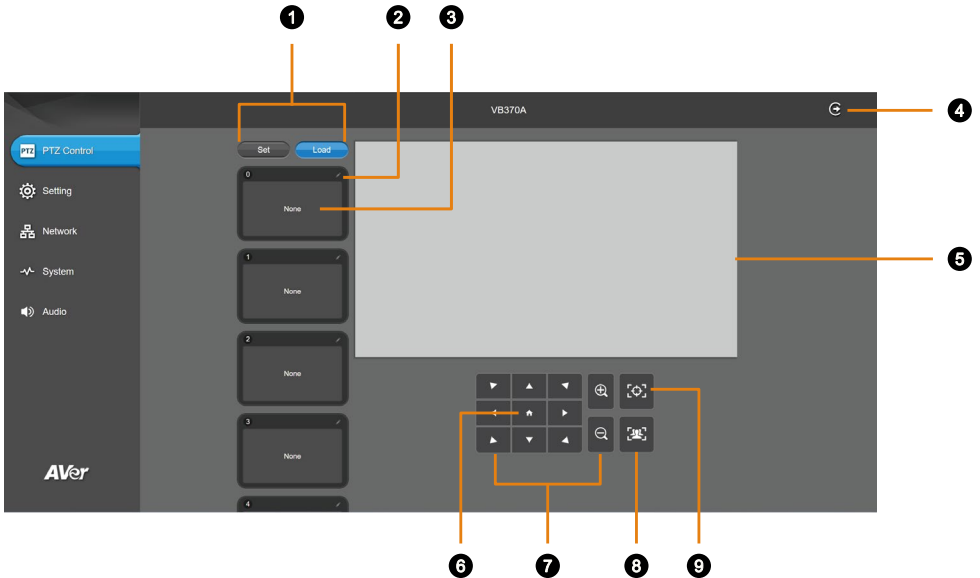 1 2 3
VB370A
4
PTZ PTZ Control
Set Load
0
None
Setting
Network
1
5
System
None
Audio
2
None
3
6
None
AVer
4
6 7 8 9